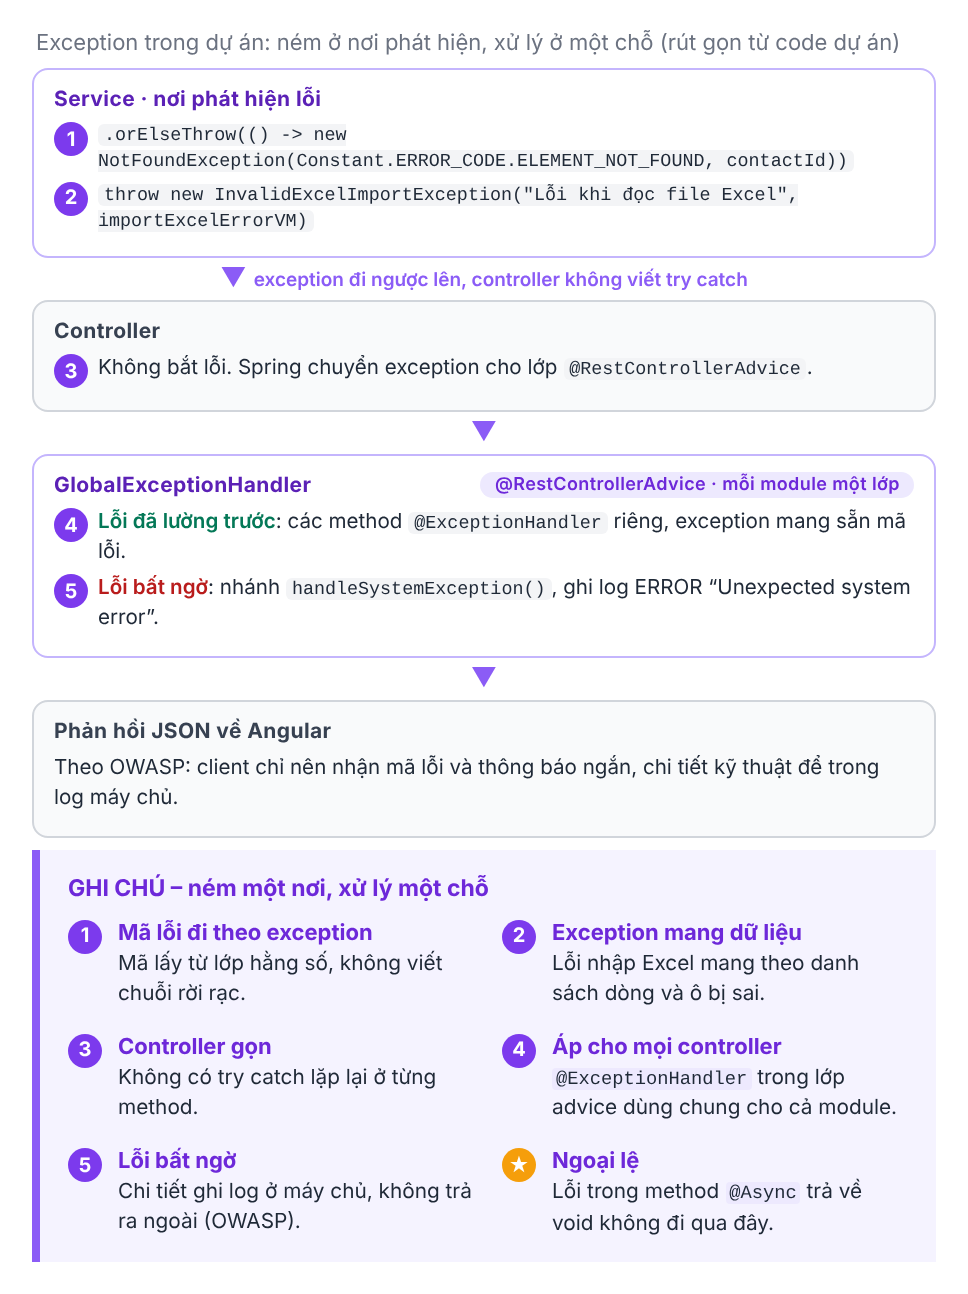 Exception trong dự án: ném ở nơi phát hiện, xử lý ở một chỗ (rút gọn từ code dự án)
Service · nơi phát hiện lỗi
1 .orElseThrow(() -> new
NotFoundException(Constant.ERROR_CODE.ELEMENT_NOT_FOUND, contactId))
2 throw new InvalidExcelImportException("Lỗi khi đọc file Excel",
importExcelErrorVM)
exception đi ngược lên, controller không viết try catch
Controller
3 Không bắt lỗi. Spring chuyển exception cho lớp @RestControllerAdvice.
GlobalExceptionHandler
@RestControllerAdvice · mỗi module một lớp
4 Lỗi đã lường trước: các method @ExceptionHandler riêng, exception mang sẵn mã
lỗi.
5 Lỗi bất ngờ: nhánh handleSystemException(), ghi log ERROR “Unexpected system
error”.
Phản hồi JSON về Angular
Theo OWASP: client chỉ nên nhận mã lỗi và thông báo ngắn, chi tiết kỹ thuật để trong
log máy chủ.
GHI CHÚ – ném một nơi, xử lý một chỗ
1 Mã lỗi đi theo exception
Mã lấy từ lớp hằng số, không viết
chuỗi rời rạc.
2 Exception mang dữ liệu
Lỗi nhập Excel mang theo danh
sách dòng và ô bị sai.
3 Controller gọn
Không có try catch lặp lại ở từng
method.
4 Áp cho mọi controller
@ExceptionHandler trong lớp
advice dùng chung cho cả module.
5 Lỗi bất ngờ
Chi tiết ghi log ở máy chủ, không trả
ra ngoài (OWASP).
★ Ngoại lệ
Lỗi trong method @Async trả về
void không đi qua đây.